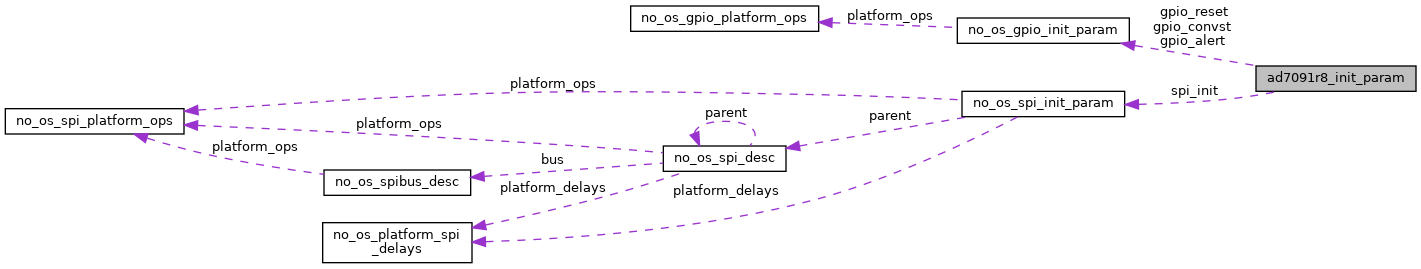 no_os_gpio_platform_ops
platform_ops
no_os_gpio_init_param
gpio_reset
gpio_convst
gpio_alert
ad7091r8_init_param
platform_ops
spi_init
no_os_spi_init_param
no_os_spi_platform_ops
platform_ops
parent
parent
platform_ops
bus
no_os_spi_desc
no_os_spibus_desc
platform_delays
platform_delays
no_os_platform_spi
_delays